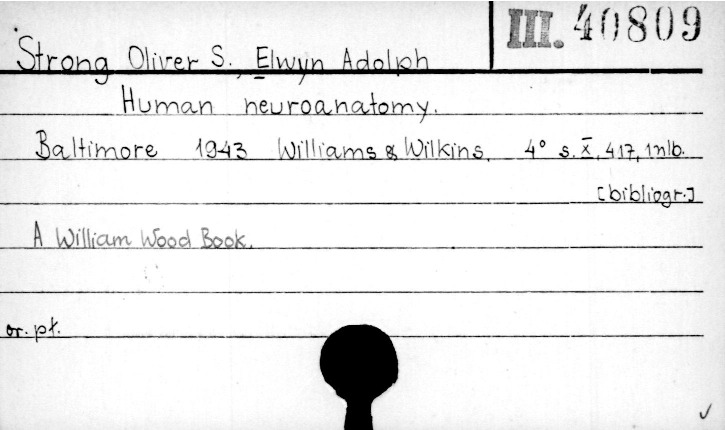 III. 40809
Strong Oliver S., Elwyn Adolph
Human neuroanatomy.
Baltimore 1943 Williams & Wilkins, 4° s. X, 417, 1 nlb.
[bibliogr.]
A William Wood Book.
or. pł.